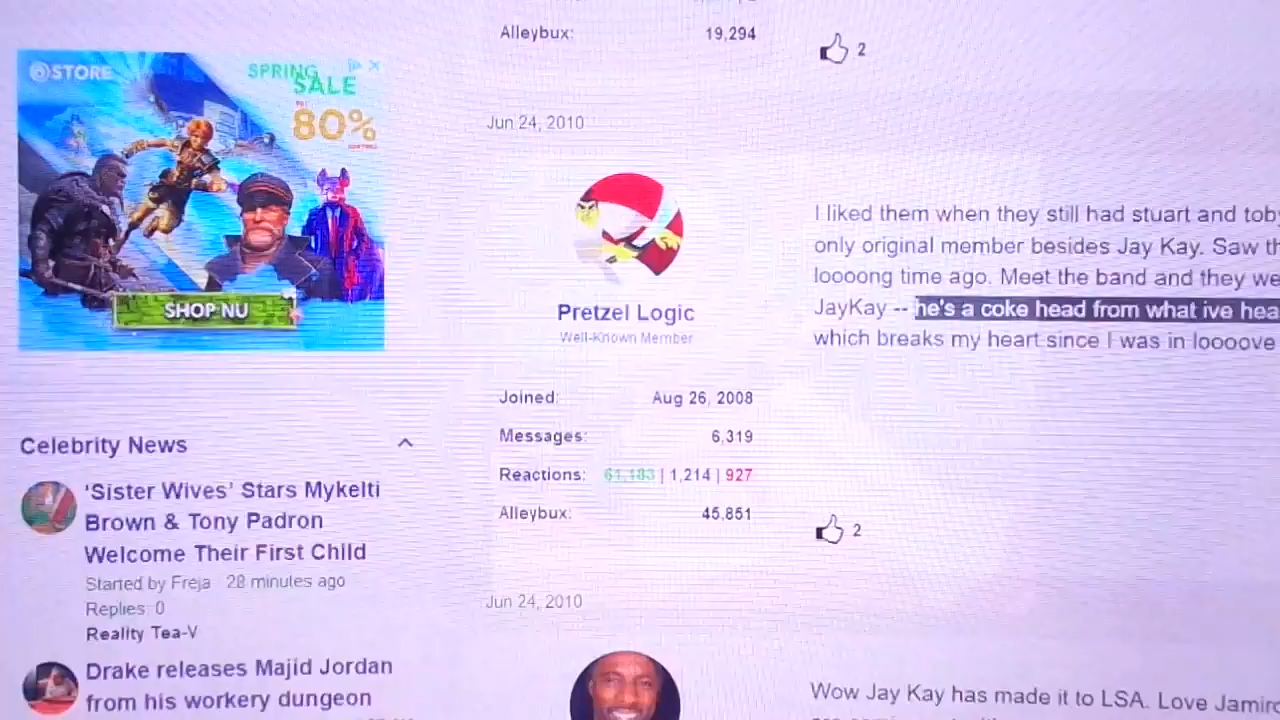 Alleybux: 19,294
2
STORE
SPRING
SALE
80%
SHOP NU
Jun 24, 2010
Pretzel Logic
Well-Known Member
Joined: Aug 26, 2008
Messages: 6,319
Reactions: 61,183 | 1,214 | 927
Alleybux: 45,851
2
I liked them when they still had stuart and
only original member besides Jay Kay. Saw
loooong time ago. Meet the band and they
JayKay -- he's a coke head from what ive
which breaks my heart since I was in loooove
Celebrity News
‘Sister Wives’ Stars Mykelti
Brown & Tony Padron
Welcome Their First Child
Started by Freja 28 minutes ago
Replies: 0
Reality Tea-V
Drake releases Majid Jordan
from his workery dungeon
Jun 24, 2010
Wow Jay Kay has made it to LSA. Love